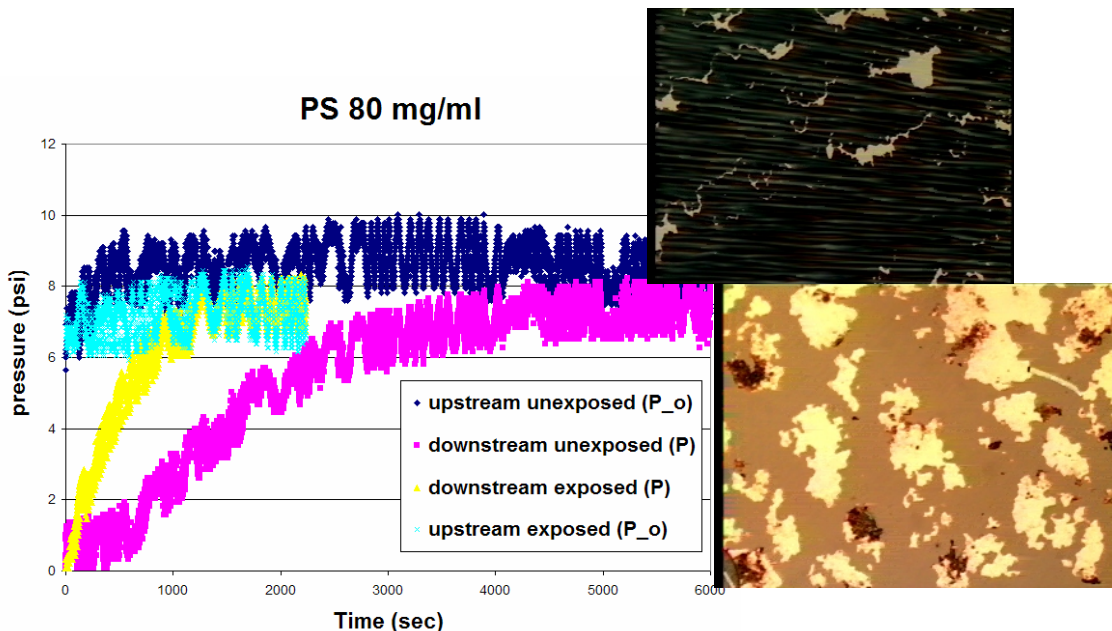 PS 80 mg/ml
12
10
8
6
4
2
0
pressure (psi)
upstream unexposed (P_o)
downstream unexposed (P)
downstream exposed (P)
upstream exposed (P_o)
0 1000 2000 3000 4000 5000 6000
Time (sec)